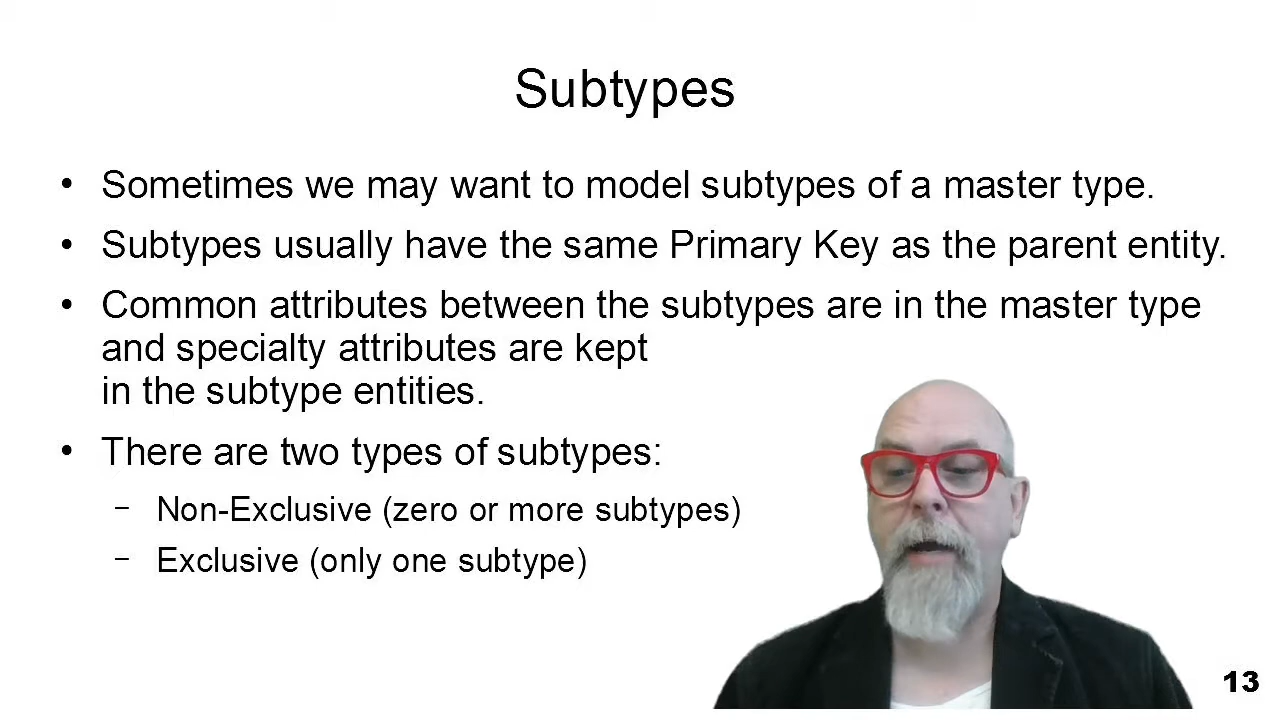 Subtypes
• Sometimes we may want to model subtypes of a master type.
• Subtypes usually have the same Primary Key as the parent entity.
• Common attributes between the subtypes are in the master type
and specialty attributes are kept
in the subtype entities.
• There are two types of subtypes:
– Non-Exclusive (zero or more subtypes)
– Exclusive (only one subtype)
13